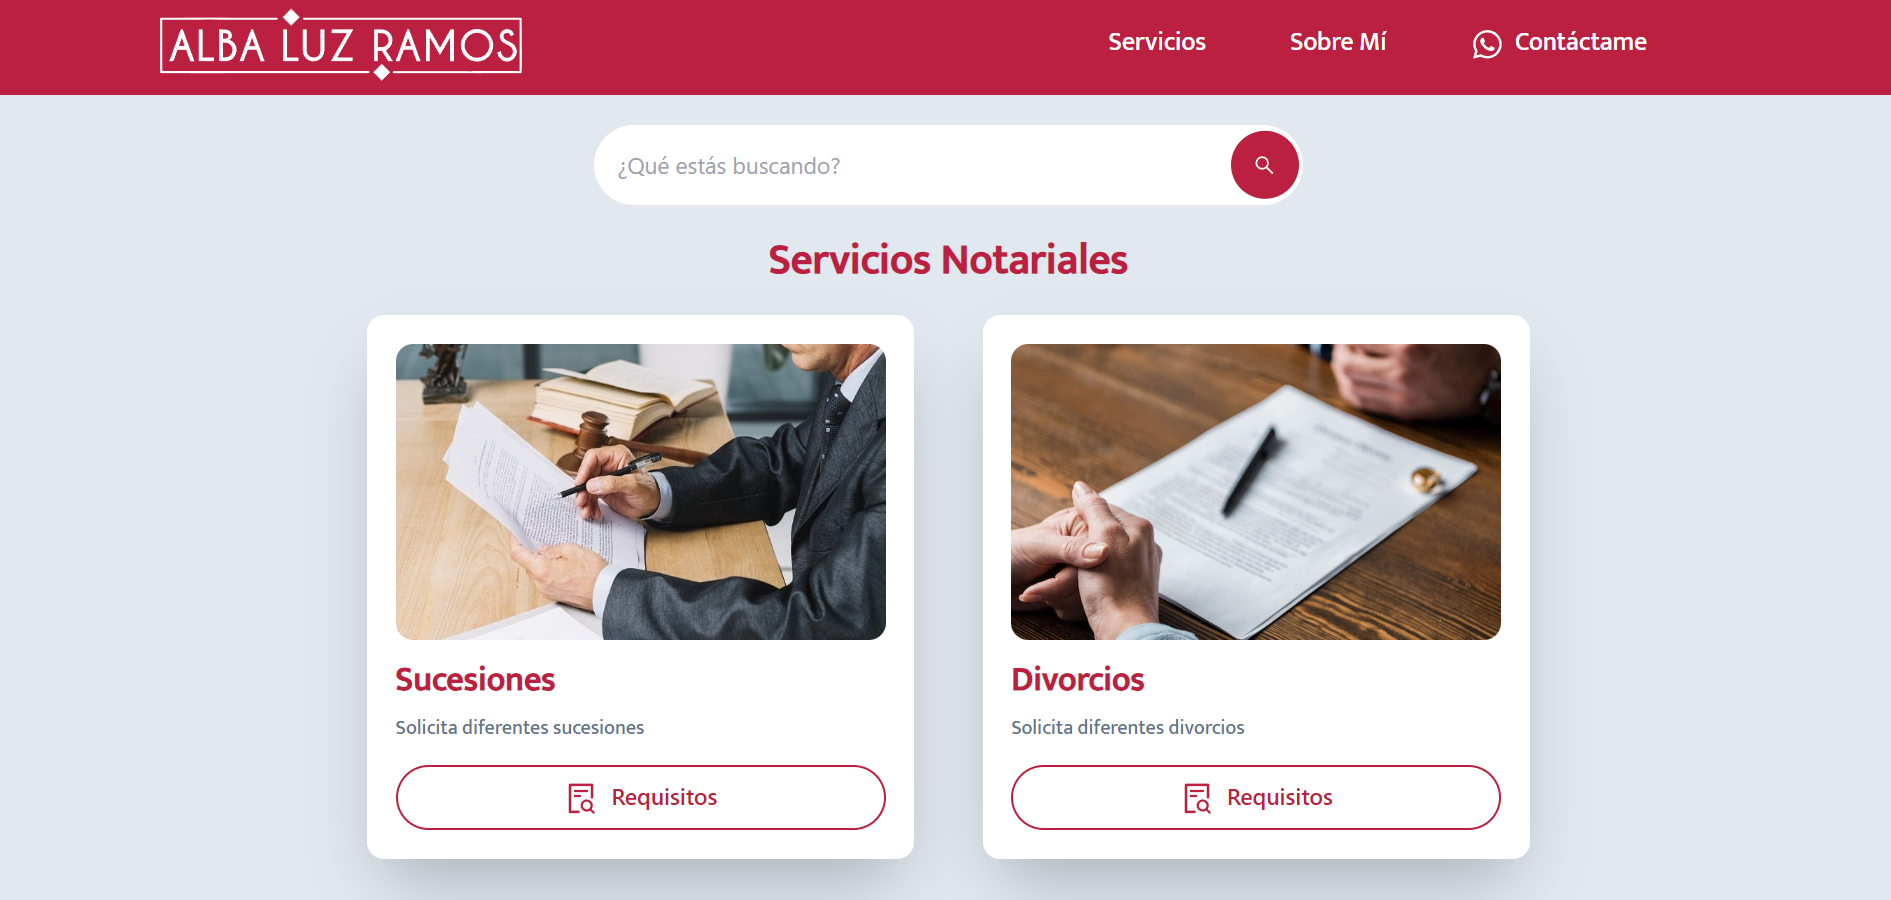 ALBA LUZ RAMOS
Servicios
Sobre Mí
Contáctame
¿Qué estás buscando?
Servicios Notariales
Sucesiones
Solicita diferentes sucesiones
Requisitos
Divorcios
Solicita diferentes divorcios
Requisitos